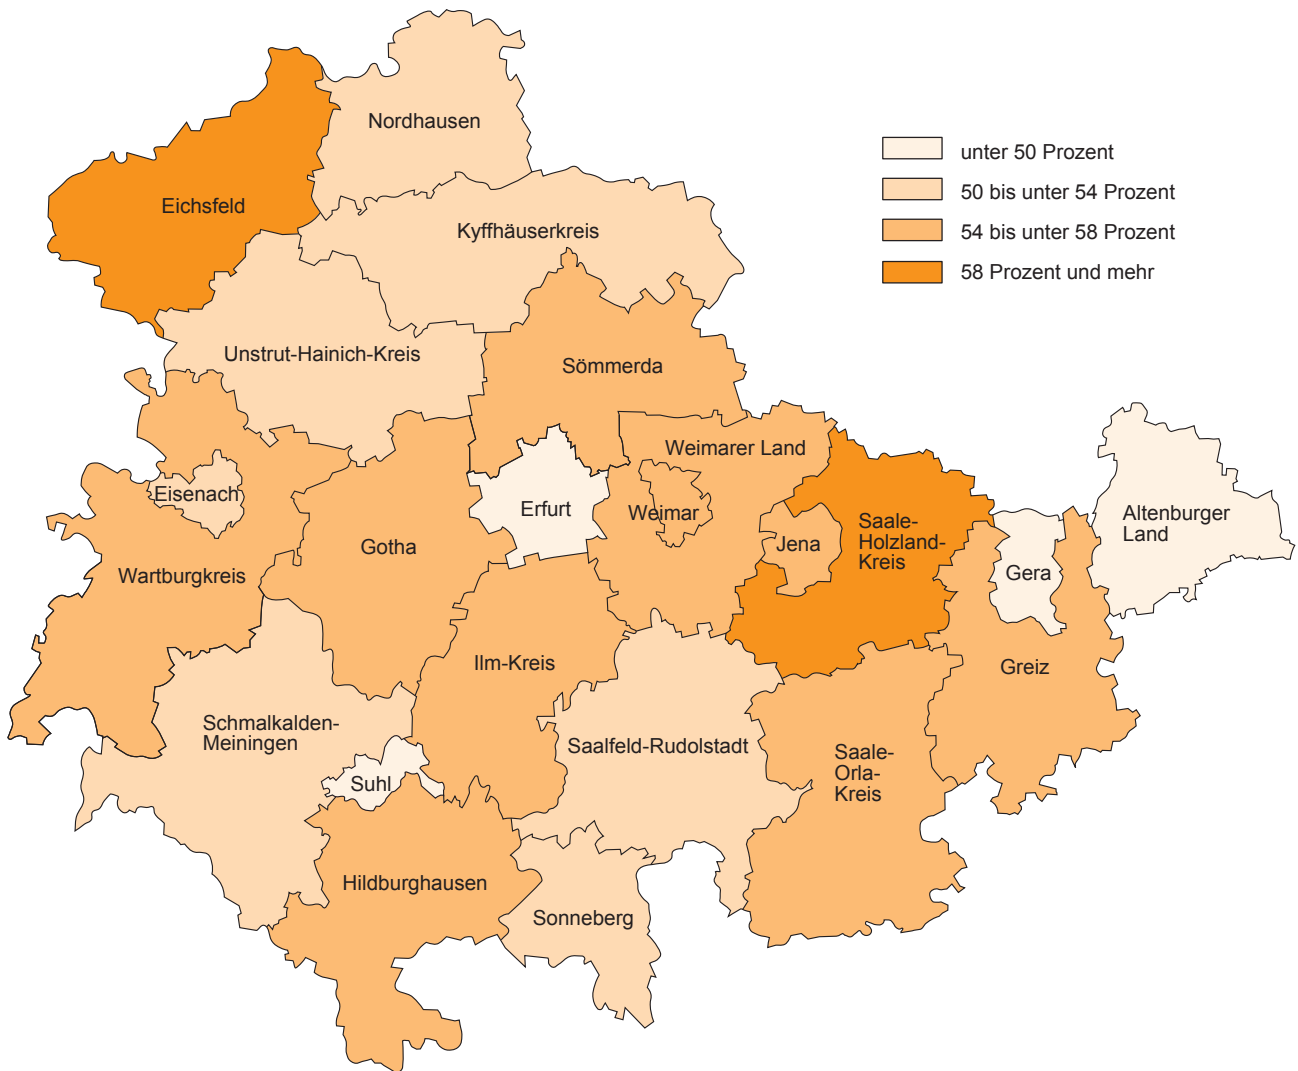 Nordhausen
unter 50 Prozent
50 bis unter 54 Prozent
54 bis unter 58 Prozent
58 Prozent und mehr
Eichsfeld
Kyffhäuserkreis
Unstrut-Hainich-Kreis
Sömmerda
Weimarer Land
Eisenach
Erfurt
Weimar
Gotha
Wartburgkreis
Jena
Saale-
Holzland-
Kreis
Gera
Altenburger
Land
Ilm-Kreis
Greiz
Schmalkalden-
Meiningen
Suhl
Saalfeld-Rudolstadt
Saale-
Orla-
Kreis
Hildburghausen
Sonneberg